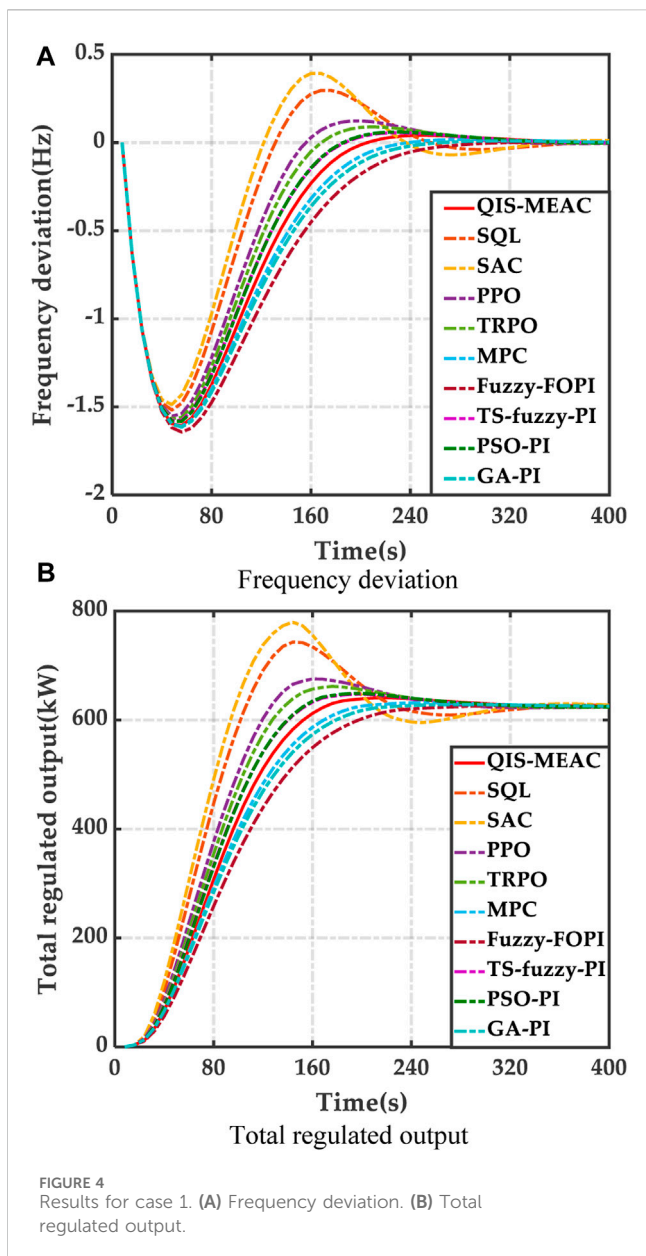 A
0.5
0
-0.5
-1
-1.5
-2
Frequency deviation(Hz)
QIS-MEAC
SQL
SAC
PPO
TRPO
MPC
Fuzzy-FOPI
TS-fuzzy-PI
PSO-PI
GA-PI
0 80 160 240 320 400
Time(s)
Frequency deviation
B
800
600
400
200
0
Total regulated output(kW)
QIS-MEAC
SQL
SAC
PPO
TRPO
MPC
Fuzzy-FOPI
TS-fuzzy-PI
PSO-PI
GA-PI
0 80 160 240 320 400
Time(s)
Total regulated output
FIGURE 4
Results for case 1. (A) Frequency deviation. (B) Total
regulated output.